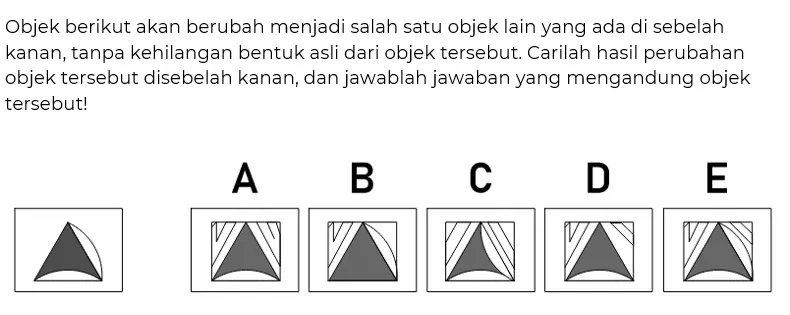 Objek berikut akan berubah menjadi salah satu objek lain yang ada di sebelah
kanan, tanpa kehilangan bentuk asli dari objek tersebut. Carilah hasil perubahan
objek tersebut disebelah kanan, dan jawablah jawaban yang mengandung objek
tersebut!
A B C D E